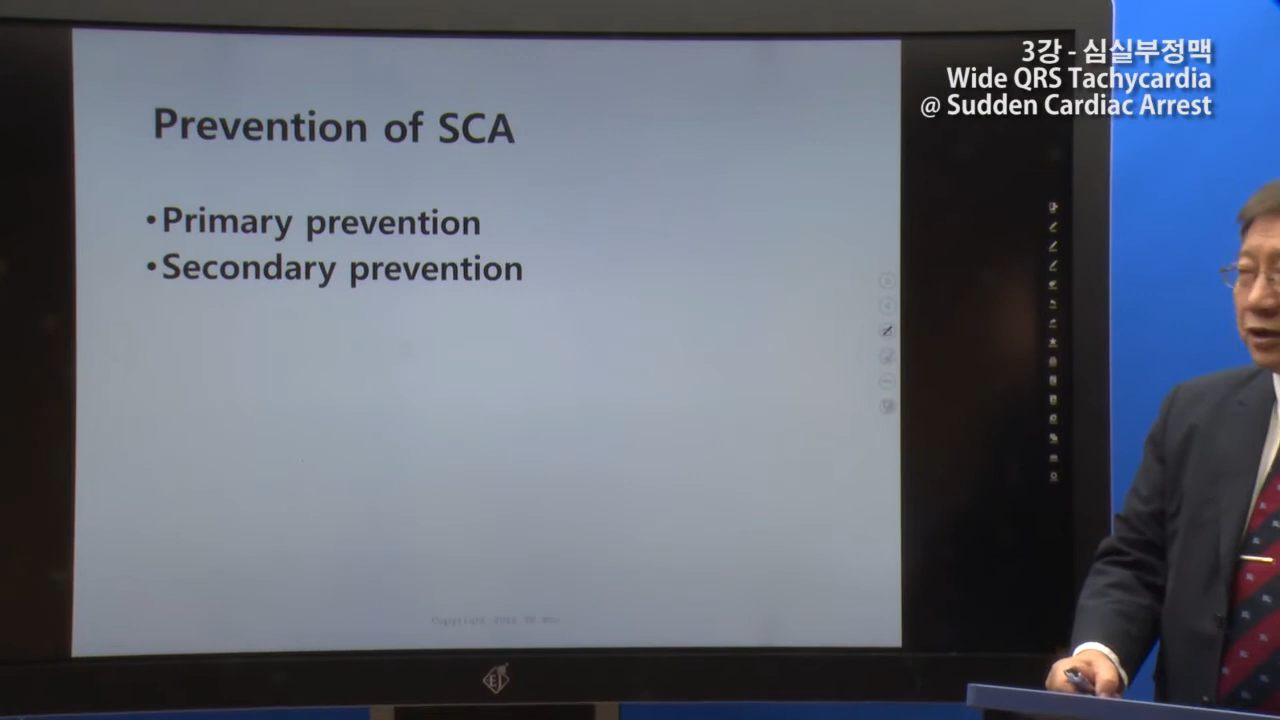 3강 - 심실부정맥
Wide QRS Tachycardia
@ Sudden Cardiac Arrest
Prevention of SCA
•Primary prevention
•Secondary prevention